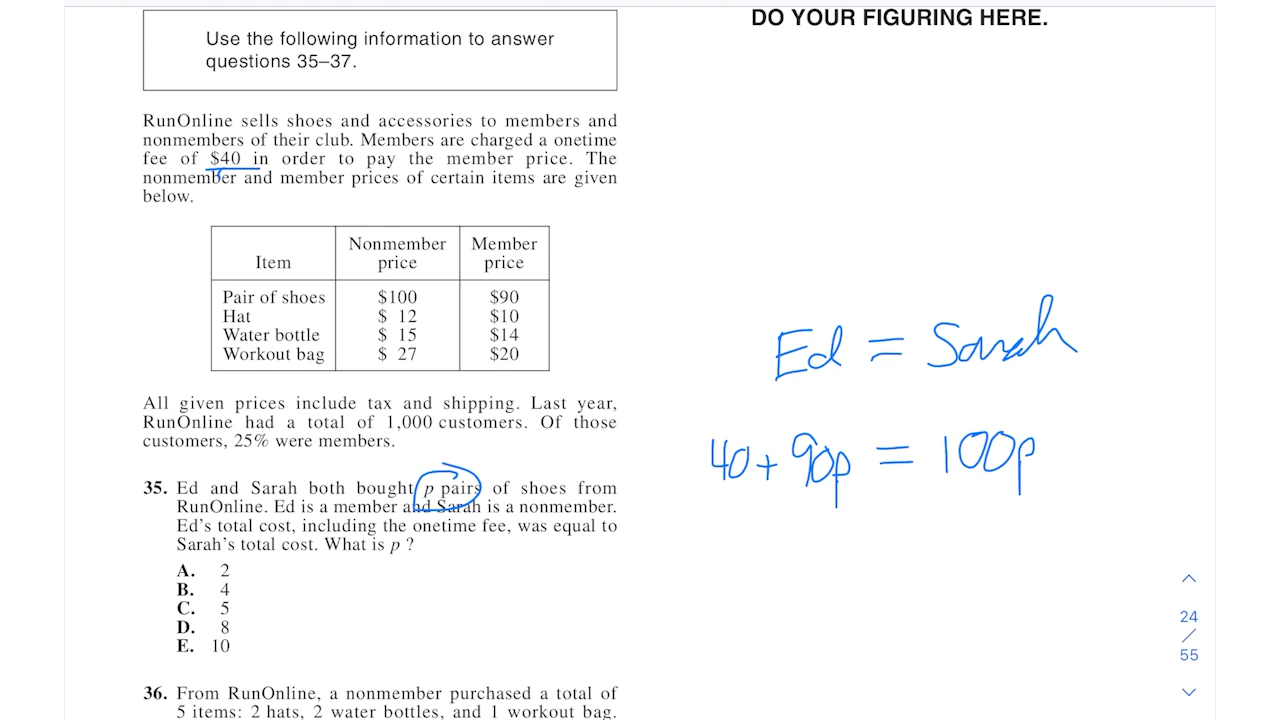 DO YOUR FIGURING HERE.
Use the following information to answer
questions 35–37.
RunOnline sells shoes and accessories to members and
nonmembers of their club. Members are charged a onetime
fee of $40 in order to pay the member price. The
nonmember and member prices of certain items are given
below.
Item Nonmember price Member price
Pair of shoes $100 $90
Hat $ 12 $10
Water bottle $ 15 $14
Workout bag $ 27 $20
All given prices include tax and shipping. Last year,
RunOnline had a total of 1,000 customers. Of those
customers, 25% were members.
35. Ed and Sarah both bought p pairs of shoes from
RunOnline. Ed is a member and Sarah is a nonmember.
Ed's total cost, including the onetime fee, was equal to
Sarah's total cost. What is p ?
A. 2
B. 4
C. 5
D. 8
E. 10
36. From RunOnline, a nonmember purchased a total of
5 items: 2 hats, 2 water bottles, and 1 workout bag.
Ed = Sarah
40 + 90p = 100p
24
/
55